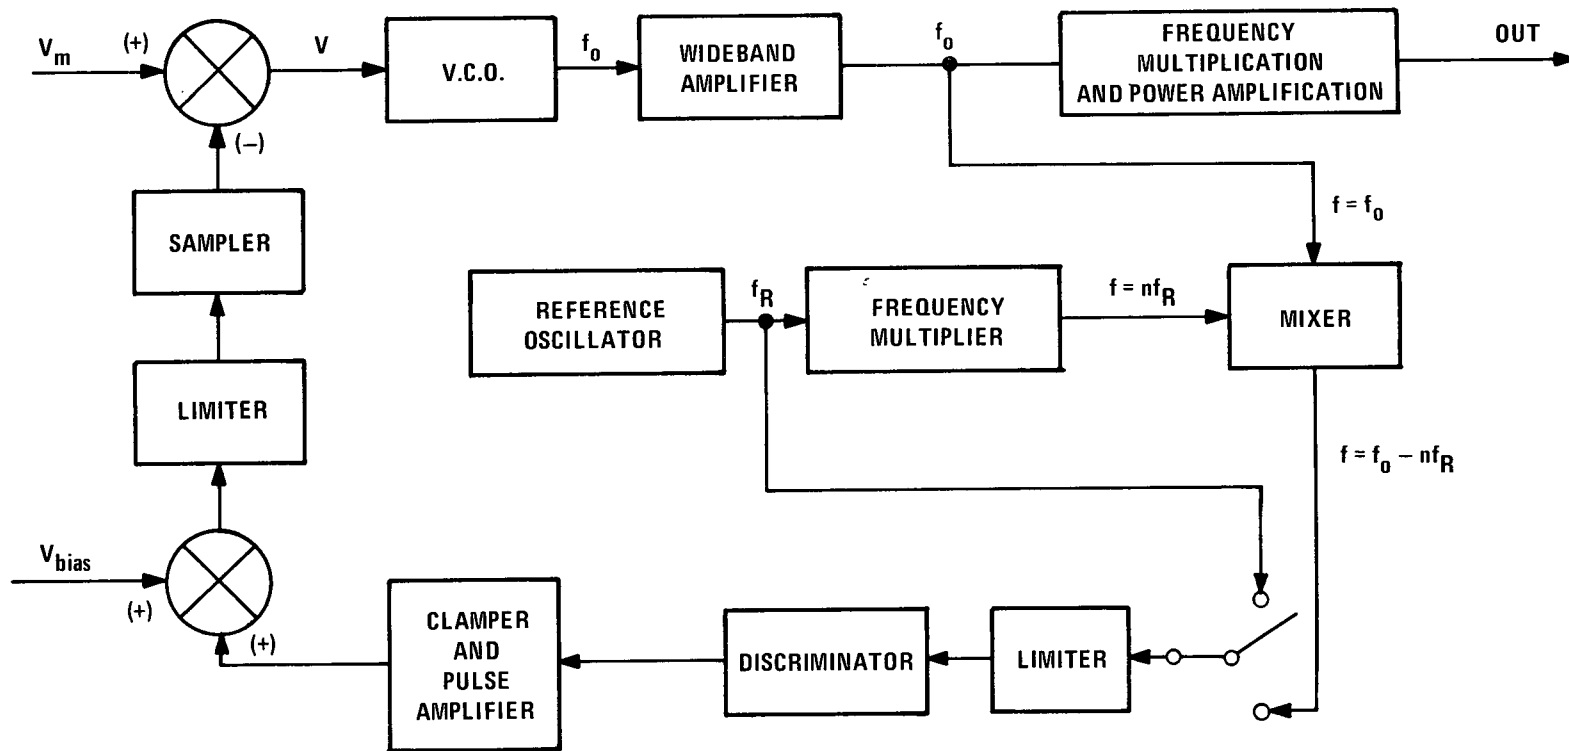 V_m
(+)
V
V.C.O.
f_o
WIDEBAND
AMPLIFIER
f_o
FREQUENCY
MULTIPLICATION
AND POWER AMPLIFICATION
OUT
(–)
SAMPLER
f = f_o
REFERENCE
OSCILLATOR
f_R
FREQUENCY
MULTIPLIER
f = nf_R
MIXER
LIMITER
f = f_o – nf_R
V_bias
(+)
(+)
CLAMPER
AND
PULSE
AMPLIFIER
DISCRIMINATOR
LIMITER